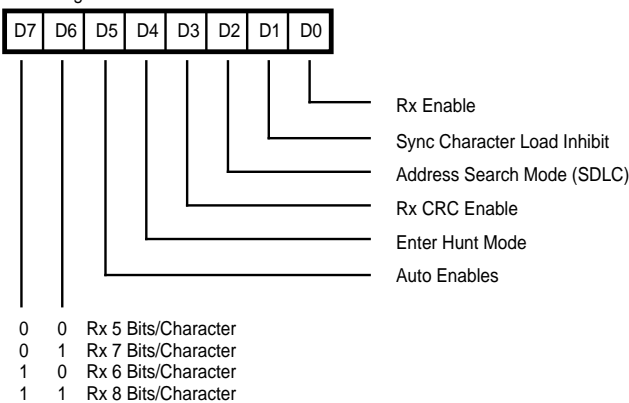 D7 D6 D5 D4 D3 D2 D1 D0
Rx Enable
Sync Character Load Inhibit
Address Search Mode (SDLC)
Rx CRC Enable
Enter Hunt Mode
Auto Enables
0 0 Rx 5 Bits/Character
0 1 Rx 7 Bits/Character
1 0 Rx 6 Bits/Character
1 1 Rx 8 Bits/Character